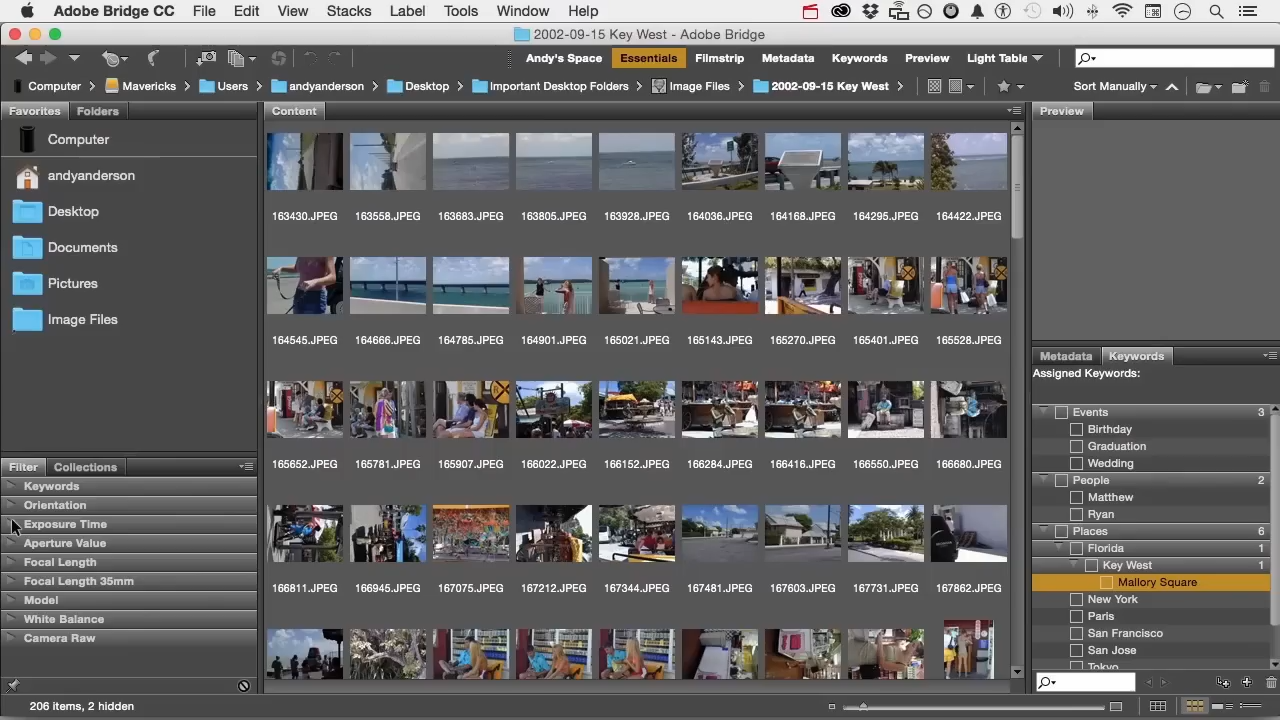 Adobe Bridge CC File Edit View Stacks Label Tools Window Help
2002-09-15 Key West - Adobe Bridge
Andy's Space Essentials Filmstrip Metadata Keywords Preview Light Table
Computer Mavericks Users andyanderson Desktop Important Desktop Folders Image Files 2002-09-15 Key West Sort Manually
Favorites Folders
Computer
andyanderson
Desktop
Documents
Pictures
Image Files
Filter Collections
Keywords
Orientation
Exposure Time
Aperture Value
Focal Length
Focal Length 35mm
Model
White Balance
Camera Raw
Content
163430.JPEG 163558.JPEG 163683.JPEG 163805.JPEG 163928.JPEG 164036.JPEG 164168.JPEG 164295.JPEG 164422.JPEG
164545.JPEG 164666.JPEG 164785.JPEG 164901.JPEG 165021.JPEG 165143.JPEG 165270.JPEG 165401.JPEG 165528.JPEG
165652.JPEG 165781.JPEG 165907.JPEG 166022.JPEG 166152.JPEG 166284.JPEG 166416.JPEG 166550.JPEG 166680.JPEG
166811.JPEG 166945.JPEG 167075.JPEG 167212.JPEG 167344.JPEG 167481.JPEG 167603.JPEG 167731.JPEG 167862.JPEG
Preview
Metadata Keywords
Assigned Keywords:
Events 3
Birthday
Graduation
Wedding
People 2
Matthew
Ryan
Places 6
Florida 1
Key West 1
Mallory Square
New York
Paris
San Francisco
San Jose
Tokyo
206 items, 2 hidden